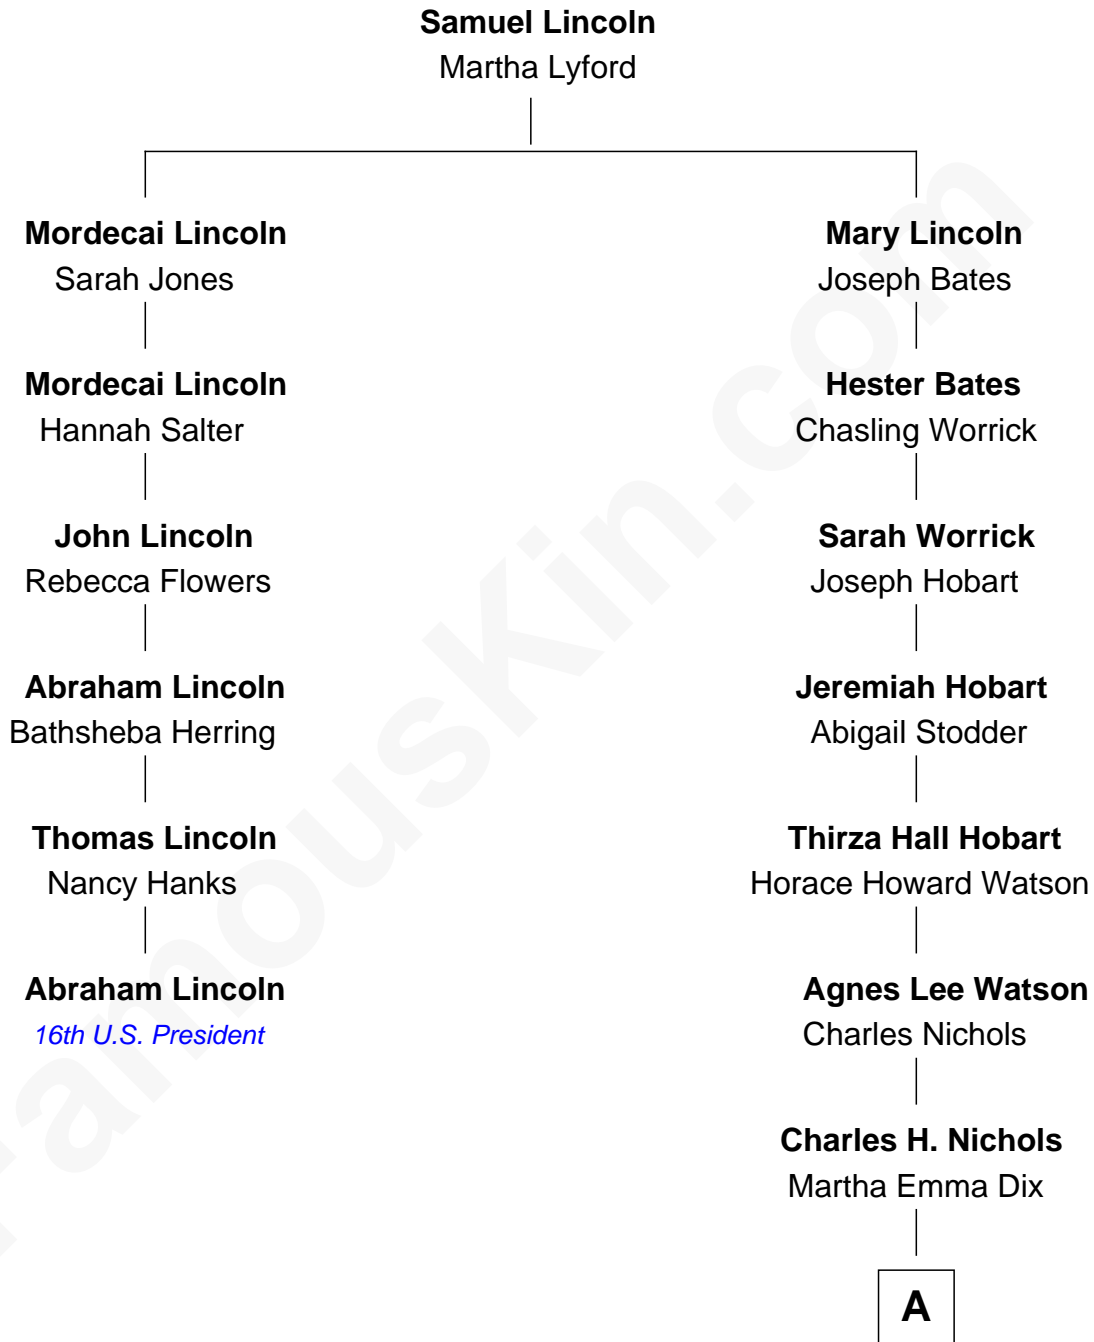 Samuel Lincoln
Martha Lyford
Mordecai Lincoln
Sarah Jones
Mordecai Lincoln
Hannah Salter
John Lincoln
Rebecca Flowers
Abraham Lincoln
Bathsheba Herring
Thomas Lincoln
Nancy Hanks
Abraham Lincoln
16th U.S. President
Mary Lincoln
Joseph Bates
Hester Bates
Chasling Worrick
Sarah Worrick
Joseph Hobart
Jeremiah Hobart
Abigail Stodder
Thirza Hall Hobart
Horace Howard Watson
Agnes Lee Watson
Charles Nichols
Charles H. Nichols
Martha Emma Dix
A
FamousKin.com